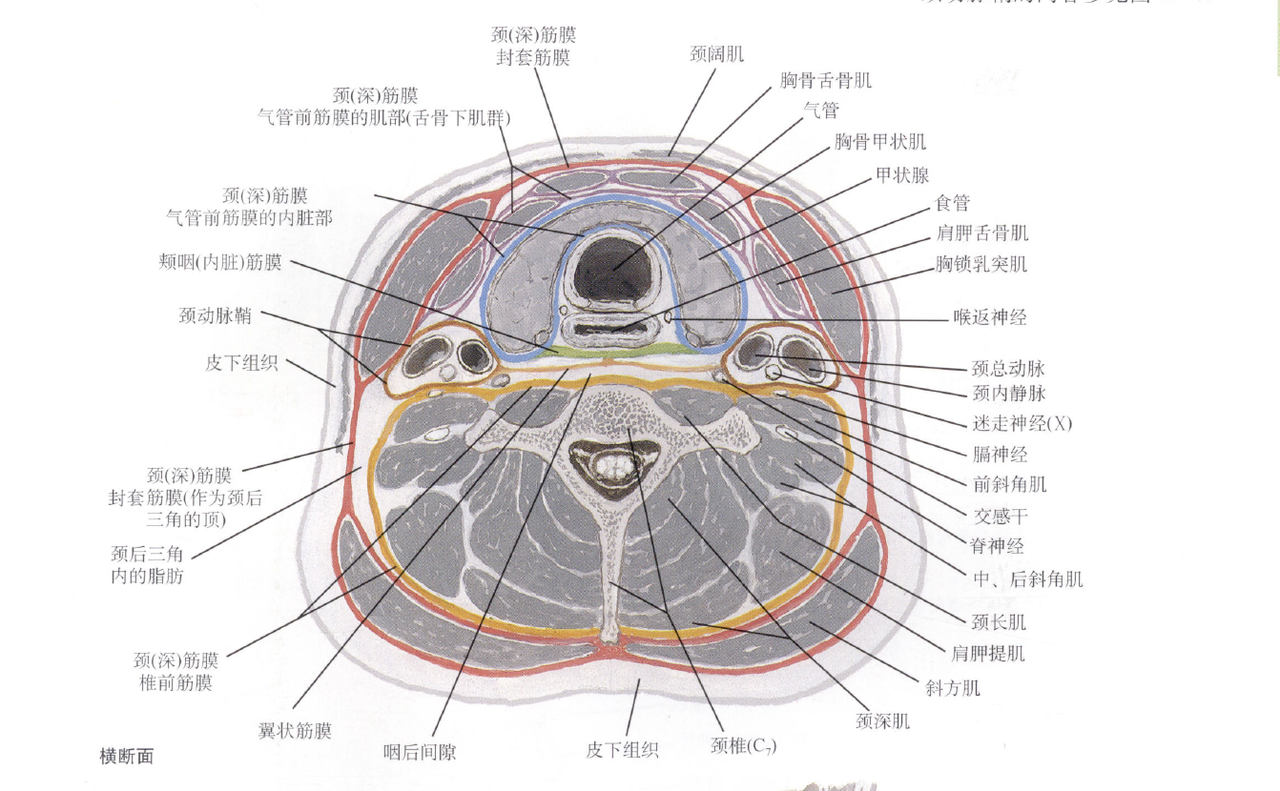 颈(深)筋膜
封套筋膜
颈阔肌
胸骨舌骨肌
颈(深)筋膜
气管前筋膜的肌部(舌骨下肌群)
气管
胸骨甲状肌
甲状腺
颈(深)筋膜
气管前筋膜的内脏部
食管
肩胛舌骨肌
颊咽(内脏)筋膜
胸锁乳突肌
颈动脉鞘
喉返神经
皮下组织
颈总动脉
颈内静脉
迷走神经(X)
膈神经
颈(深)筋膜
封套筋膜(作为颈后
三角的顶)
前斜角肌
交感干
脊神经
颈后三角
内的脂肪
中、后斜角肌
颈长肌
颈(深)筋膜
椎前筋膜
肩胛提肌
斜方肌
翼状筋膜
颈深肌
咽后间隙
皮下组织
颈椎(C₇)
横断面